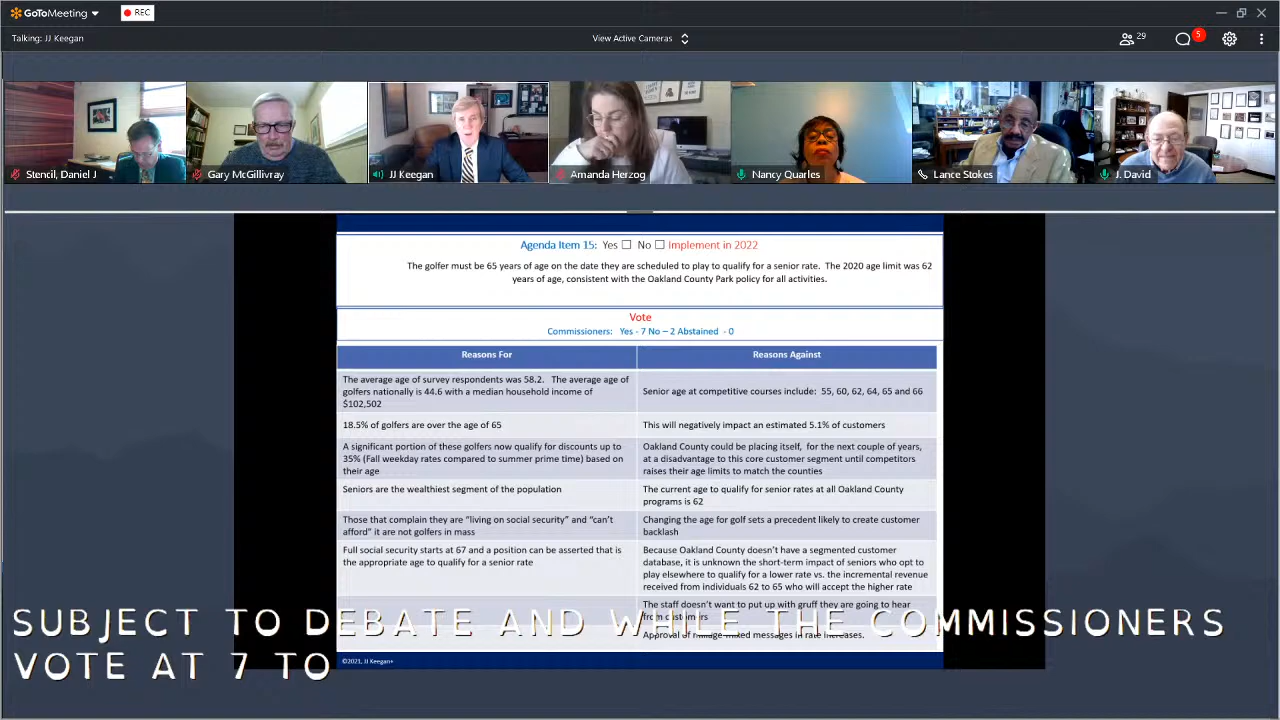 GoToMeeting
REC
Talking: JJ Keegan
View Active Cameras
29
5
Stencil, Daniel J
Gary McGillivray
JJ Keegan
Amanda Herzog
Nancy Quarles
Lance Stokes
J. David
Agenda Item 15: Yes ☐ No ☐ Implement in 2022
The golfer must be 65 years of age on the date they are scheduled to play to qualify for a senior rate. The 2020 age limit was 62
years of age, consistent with the Oakland County Park policy for all activities.
Vote
Commissioners: Yes - 7 No – 2 Abstained - 0
Reasons For
Reasons Against
The average age of survey respondents was 58.2. The average age of
golfers nationally is 44.6 with a median household income of
$102,502
Senior age at competitive courses include: 55, 60, 62, 64, 65 and 66
18.5% of golfers are over the age of 65
This will negatively impact an estimated 5.1% of customers
A significant portion of these golfers now qualify for discounts up to
35% (Fall weekday rates compared to summer prime time) based on
their age
Oakland County could be placing itself, for the next couple of years,
at a disadvantage to this core customer segment until competitors
raises their age limits to match the counties
Seniors are the wealthiest segment of the population
The current age to qualify for senior rates at all Oakland County
programs is 62
Those that complain they are "living on social security" and "can't
afford" it are not golfers in mass
Changing the age for golf sets a precedent likely to create customer
backlash
Full social security starts at 67 and a position can be asserted that is
the appropriate age to qualify for a senior rate
Because Oakland County doesn't have a segmented customer
database, it is unknown the short-term impact of seniors who opt to
play elsewhere to qualify for a lower rate vs. the incremental revenue
received from individuals 62 to 65 who will accept the higher rate
The staff doesn't want to put up with gruff they are going to hear
from customers
Approval of millage mixed messages in rate increases.
©2021, JJ Keegan+
SUBJECT TO DEBATE AND WHILE THE COMMISSIONERS
VOTE AT 7 TO